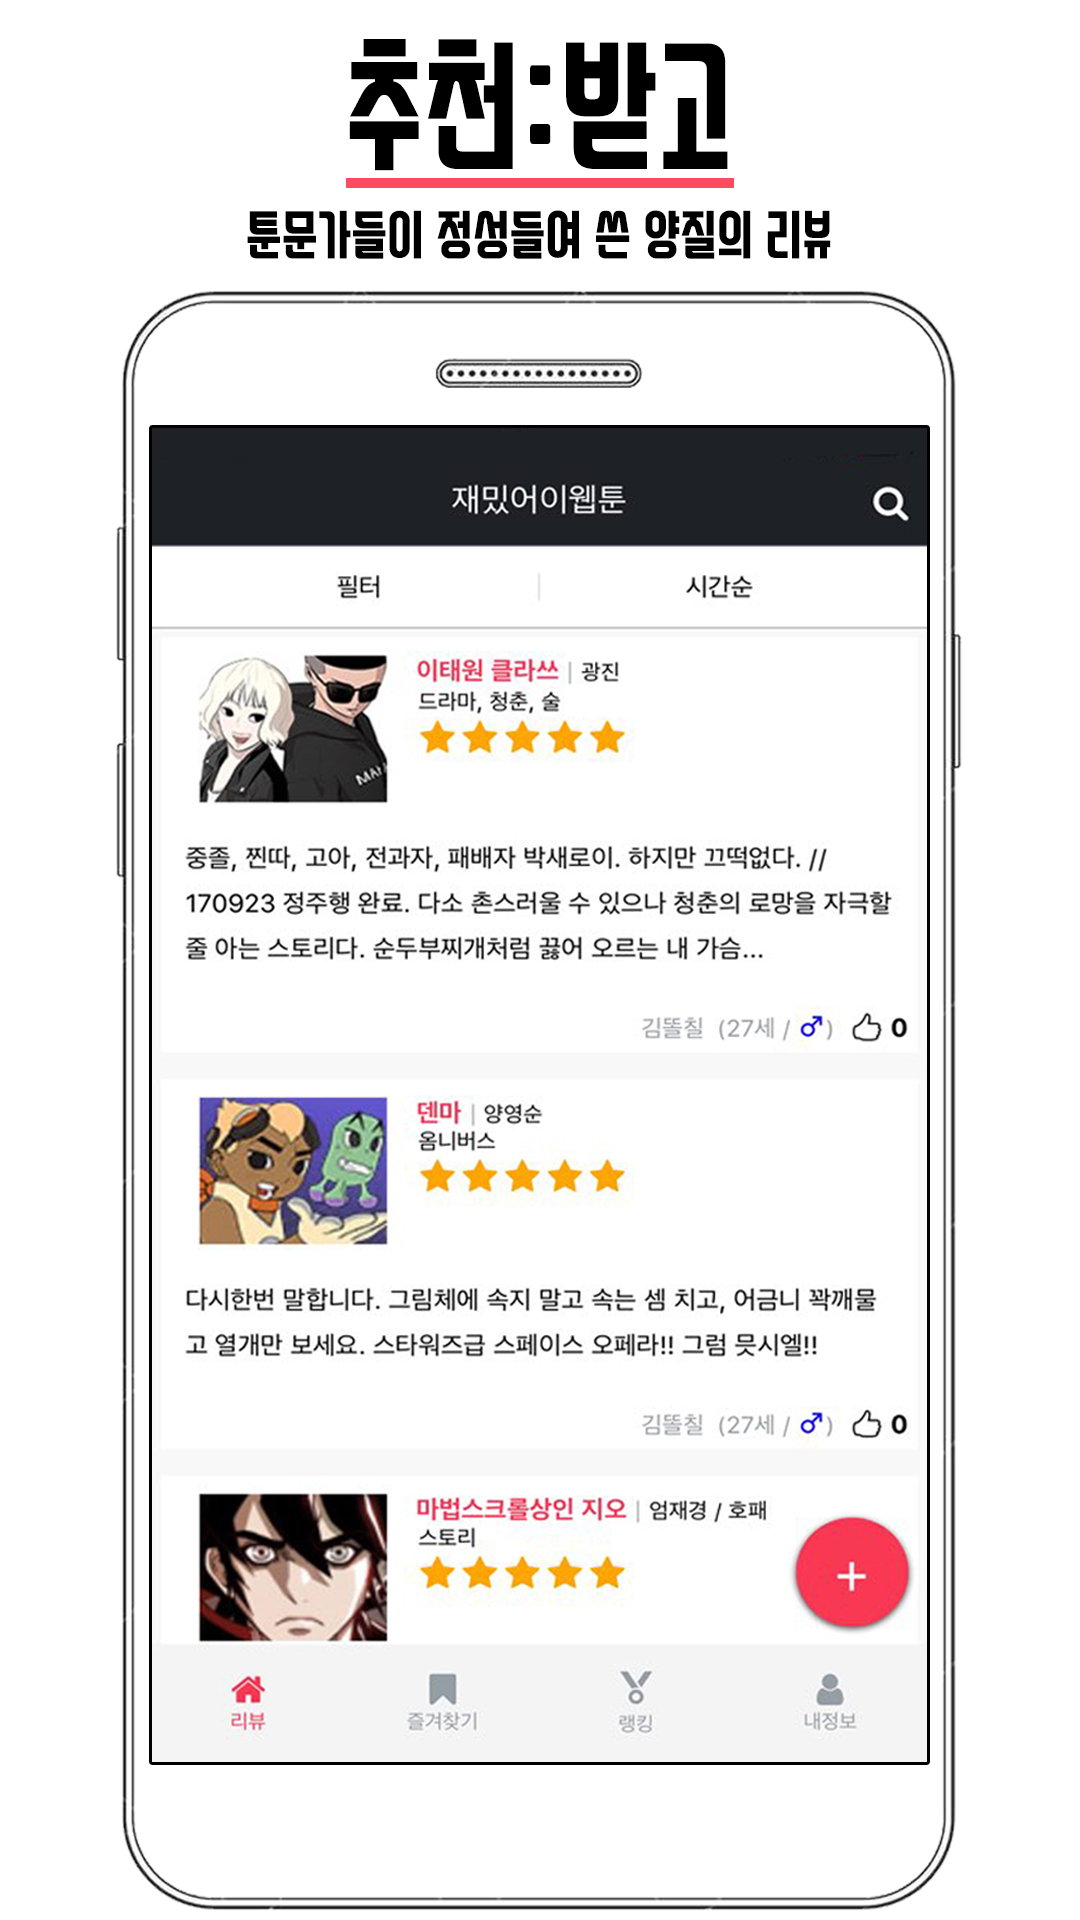 추천:받고
툰문가들이 정성들여 쓴 양질의 리뷰
재밌어이웹툰
필터 | 시간순
이태원 클라쓰 | 광진
드라마, 청춘, 술
중졸, 찐따, 고아, 전과자, 패배자 박새로이. 하지만 끄떡없다. //
170923 정주행 완료. 다소 촌스러울 수 있으나 청춘의 로망을 자극할
줄 아는 스토리다. 순두부찌개처럼 끓어 오르는 내 가슴...
김똘칠 (27세 / ♂) 0
덴마 | 양영순
옴니버스
다시한번 말합니다. 그림체에 속지 말고 속는 셈 치고, 어금니 꽉깨물
고 열개만 보세요. 스타워즈급 스페이스 오페라!! 그럼 믓시엘!!
김똘칠 (27세 / ♂) 0
마법스크롤상인 지오 | 엄재경 / 호패
스토리
+
리뷰 즐겨찾기 랭킹 내정보